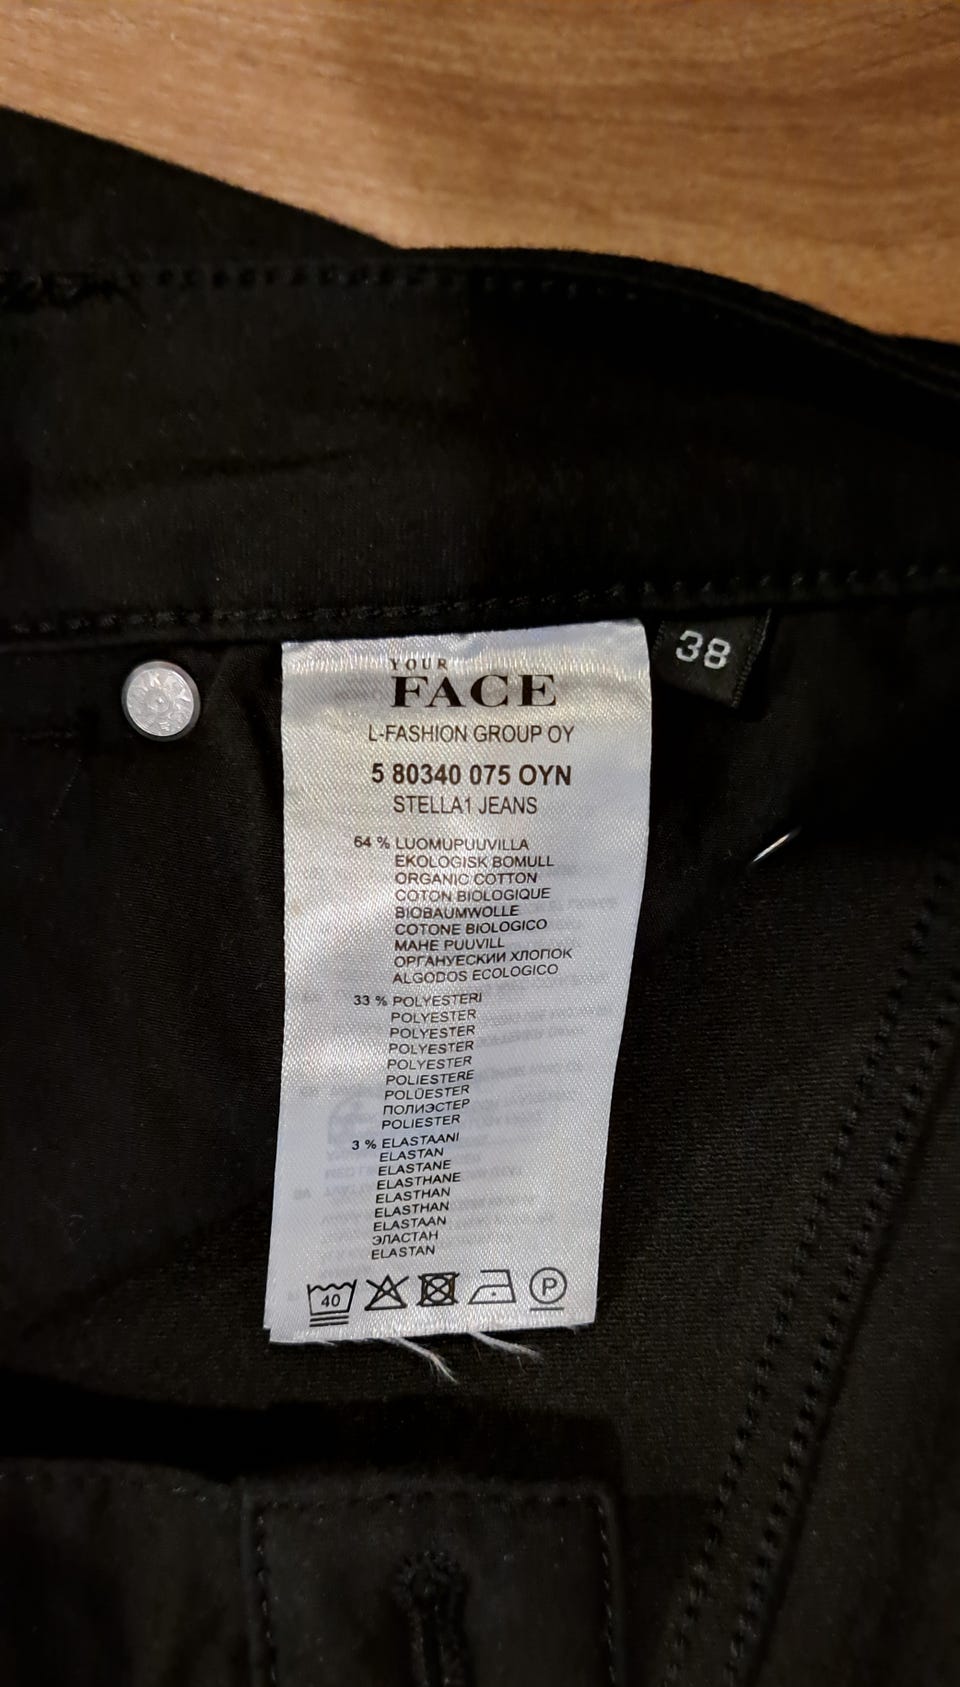 38
YOUR
FACE
L-FASHION GROUP OY
5 80340 075 OYN
STELLA1 JEANS
64 % LUOMUPUUVILLA
EKOLOGISK BOMULL
ORGANIC COTTON
COTON BIOLOGIQUE
BIOBAUMWOLLE
COTONE BIOLOGICO
MAHE PUUVILL
ОРГАНУЕСКИИ ХЛОПОК
ALGODOS ECOLOGICO
33 % POLYESTERI
POLYESTER
POLYESTER
POLYESTER
POLYESTER
POLIESTERE
POLÜESTER
ПОЛИЭСТЕР
POLIESTER
3 % ELASTAANI
ELASTAN
ELASTANE
ELASTHANE
ELASTHAN
ELASTHAN
ELASTAAN
ЭЛАСТАН
ELASTAN
40 P